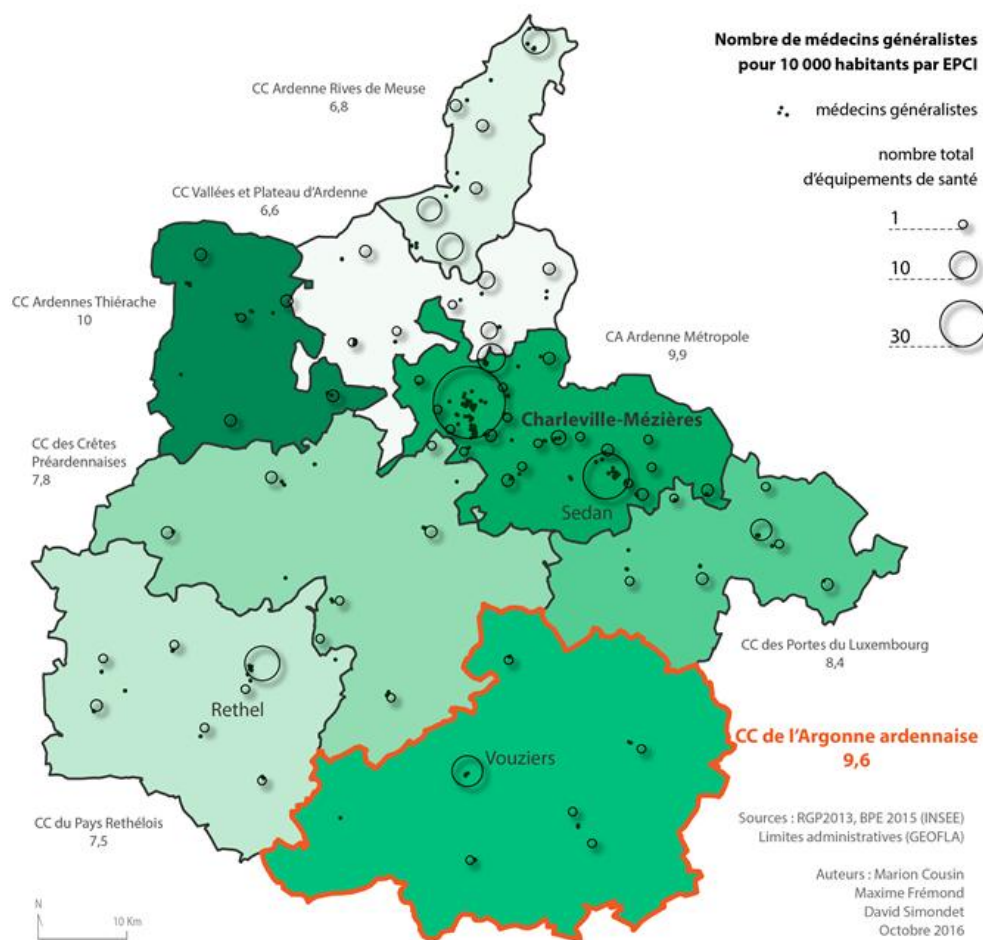 Nombre de médecins généralistes
pour 10 000 habitants par EPCI
médecins généralistes
nombre total
d'équipements de santé
1
10
30
CC Ardenne Rives de Meuse
6,8
CC Vallées et Plateau d'Ardenne
6,6
CC Ardennes Thiérache
10
CA Ardenne Métropole
9,9
Charleville-Mézières
CC des Crêtes
Préardennaises
7,8
Sedan
CC des Portes du Luxembourg
8,4
Rethel
CC de l'Argonne ardennaise
9,6
Vouziers
CC du Pays Rethélois
7,5
Sources : RGP2013, BPE 2015 (INSEE)
Limites administratives (GEOFLA)
Auteurs : Marion Cousin
Maxime Frémond
David Simondet
Octobre 2016
N
10 Km